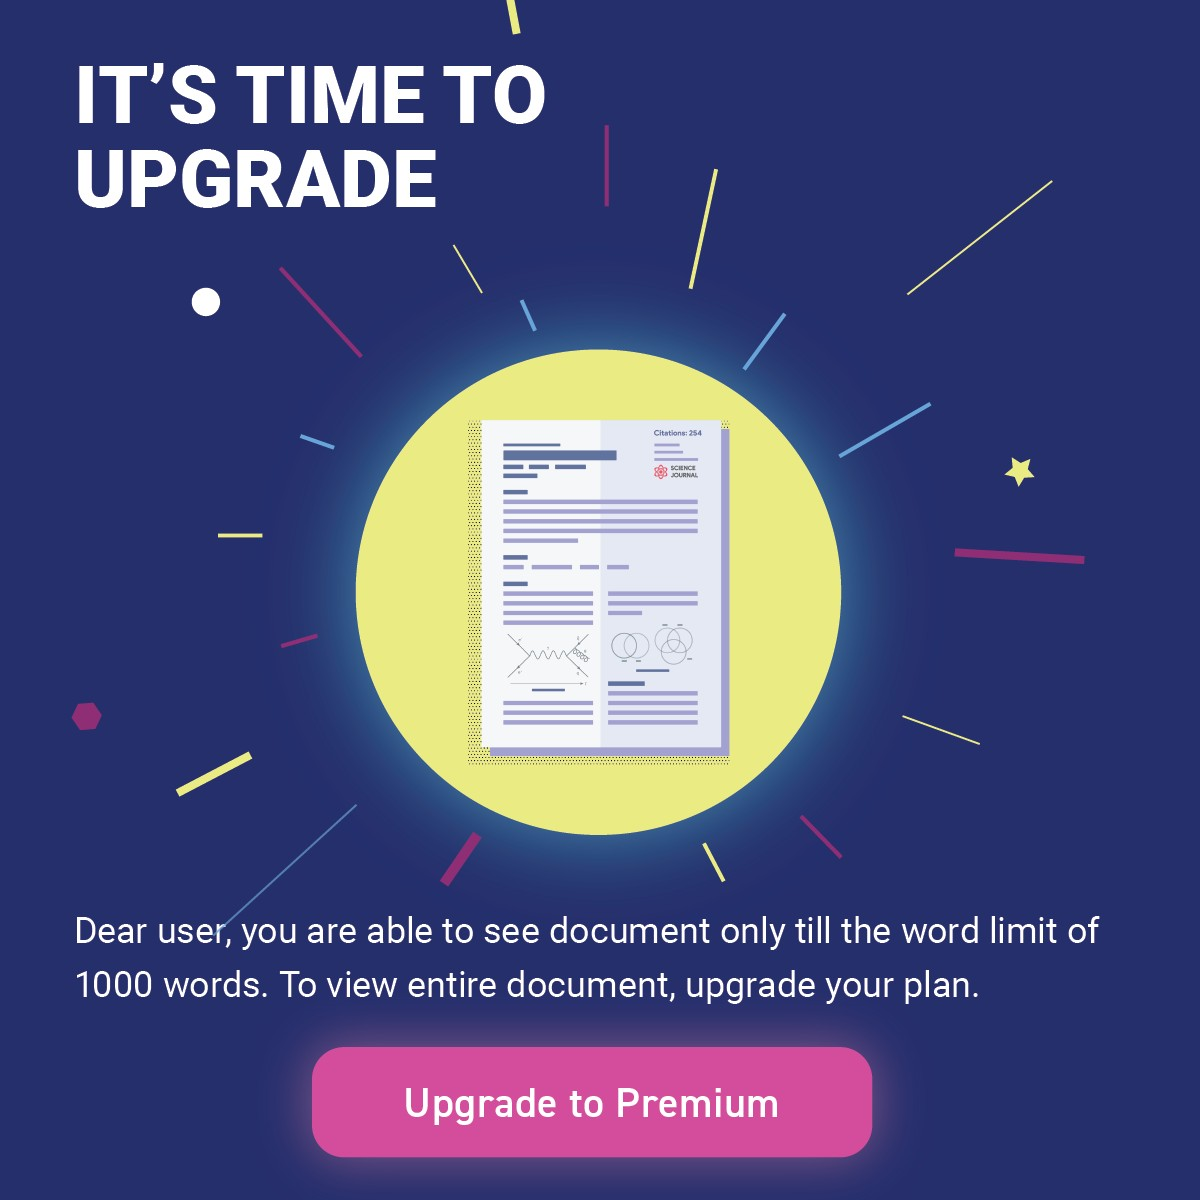 IT’S TIME TO
UPGRADE
Citations: 254
SCIENCE
JOURNAL
Dear user, you are able to see document only till the word limit of
1000 words. To view entire document, upgrade your plan.
Upgrade to Premium